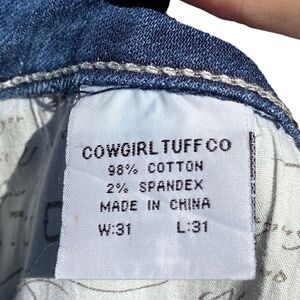 COWGIRL TUFF CO
98% COTTON
2% SPANDEX
MADE IN CHINA
W:31 L:31